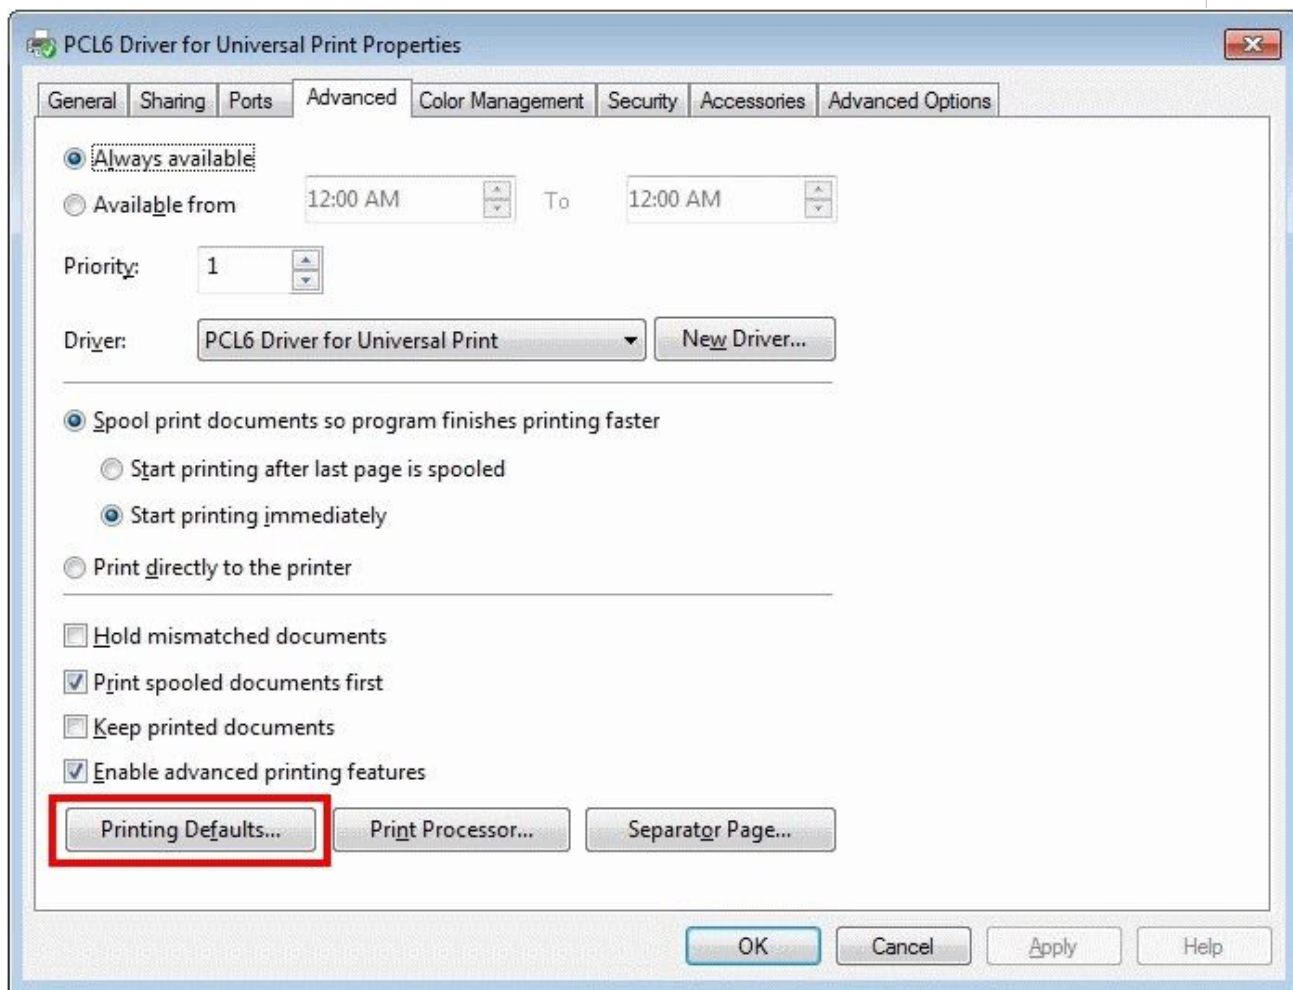 PCL6 Driver for Universal Print Properties
General Sharing Ports Advanced Color Management Security Accessories Advanced Options
Always available
Available from 12:00 AM To 12:00 AM
Priority: 1
Driver: PCL6 Driver for Universal Print New Driver...
Spool print documents so program finishes printing faster
Start printing after last page is spooled
Start printing immediately
Print directly to the printer
Hold mismatched documents
Print spooled documents first
Keep printed documents
Enable advanced printing features
Printing Defaults... Print Processor... Separator Page...
OK Cancel Apply Help